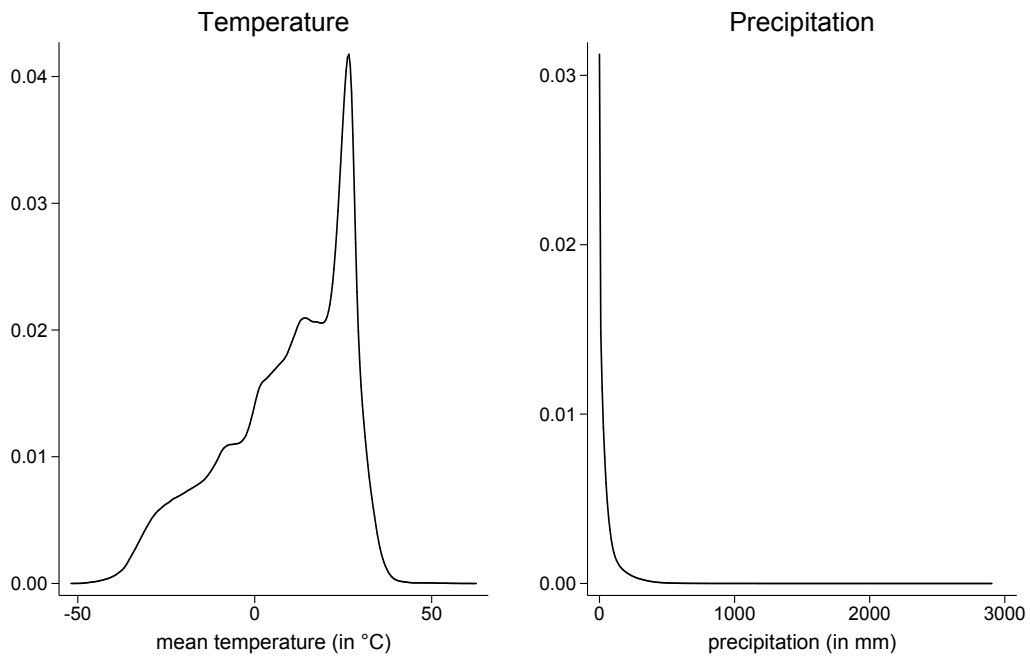 Temperature
0.04
0.03
0.02
0.01
0.00
-50 0 50
mean temperature (in °C)
Precipitation
0.03
0.02
0.01
0.00
0 1000 2000 3000
precipitation (in mm)